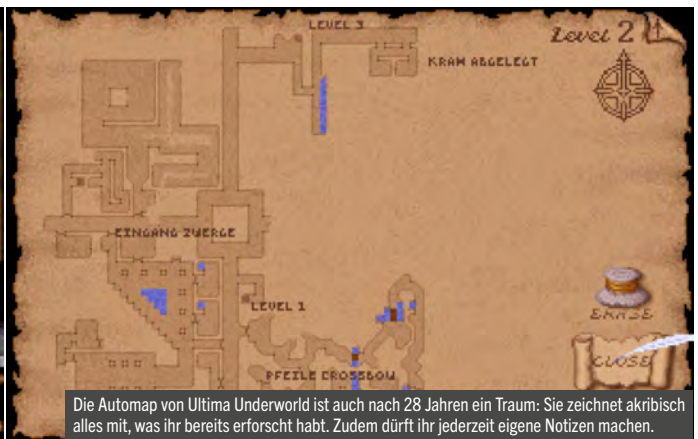 LEVEL 3
Level 2
KRAM ABGELEGT
EINGANG ZWERGE
LEVEL 1
ERASE
CLOSE
PFEILE CROSSBOW
Die Automap von Ultima Underworld ist auch nach 28 Jahren ein Traum: Sie zeichnet akribisch
alles mit, was ihr bereits erforscht habt. Zudem dürft ihr jederzeit eigene Notizen machen.